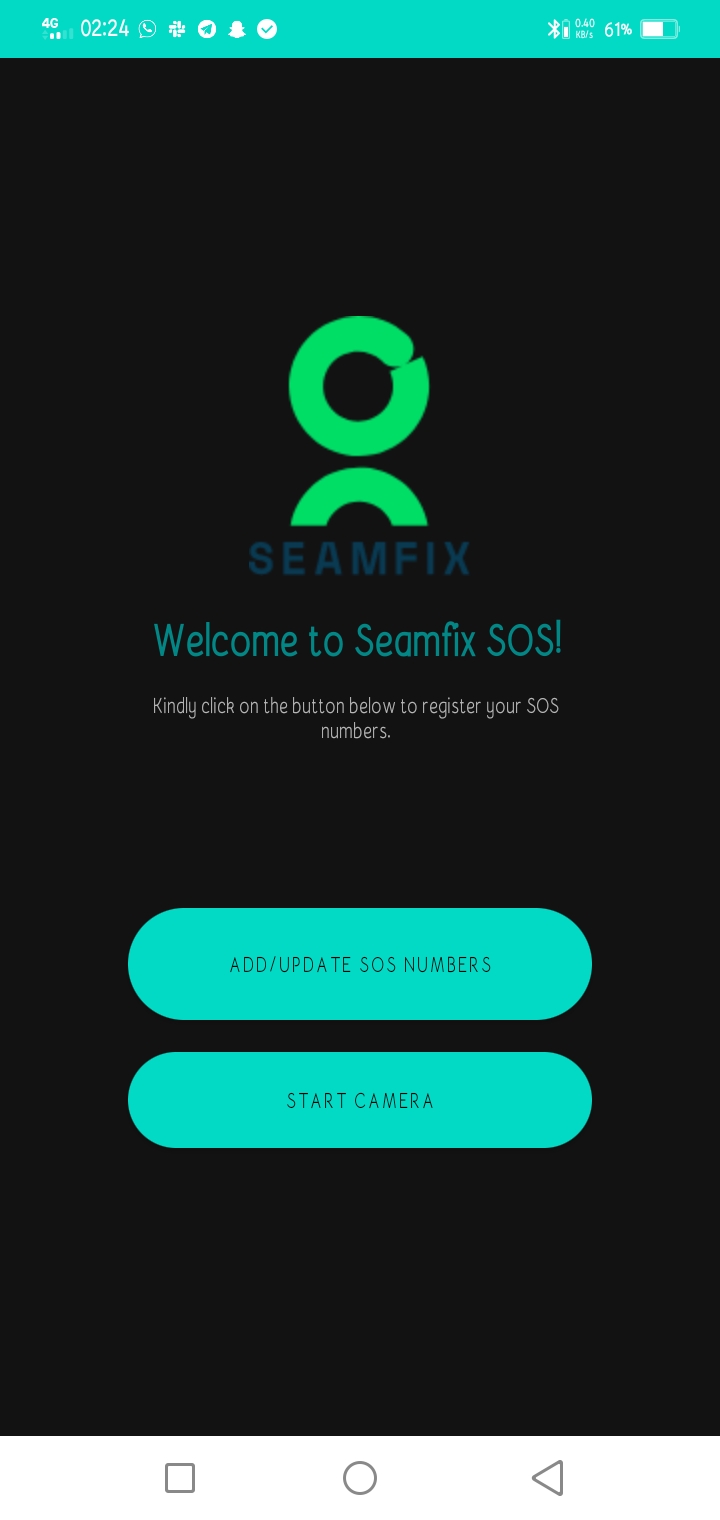 4G 02:24 0.40 KB/s 61%
SEAMFIX
Welcome to Seamfix SOS!
Kindly click on the button below to register your SOS
numbers.
ADD/UPDATE SOS NUMBERS
START CAMERA